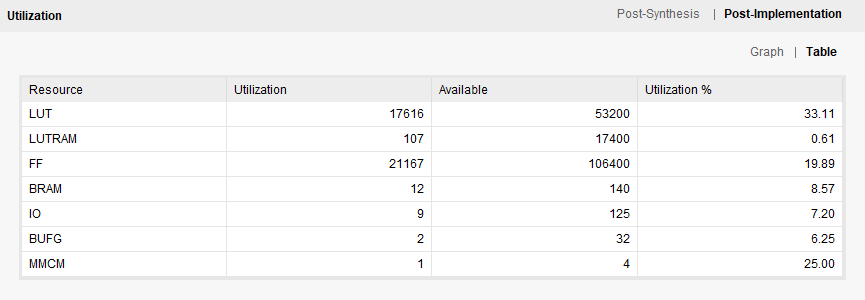 Utilization Post-Synthesis | Post-Implementation
Graph | Table
Resource Utilization Available Utilization %
LUT 17616 53200 33.11
LUTRAM 107 17400 0.61
FF 21167 106400 19.89
BRAM 12 140 8.57
IO 9 125 7.20
BUFG 2 32 6.25
MMCM 1 4 25.00